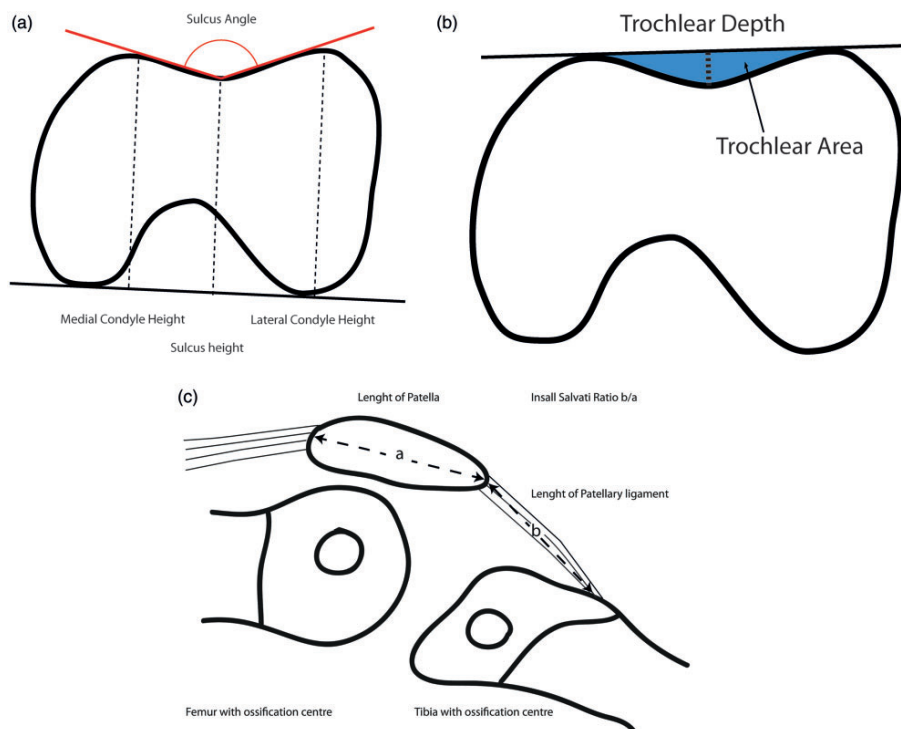 (a)
Sulcus Angle
Medial Condyle Height
Lateral Condyle Height
Sulcus height
(b)
Trochlear Depth
Trochlear Area
(c)
Lenght of Patella
Insall Salvati Ratio b/a
a
Lenght of Patellary ligament
b
Femur with ossification centre
Tibia with ossification centre